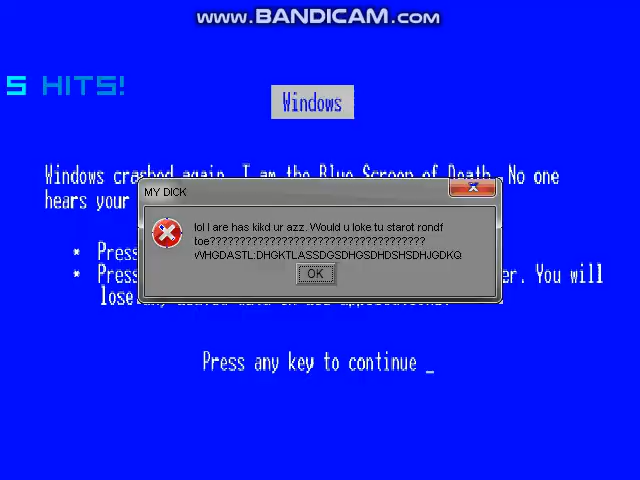 www.BANDICAM.com
5 HITS!
Windows
Windows crashed again. I am the Blue Screen of Death. No one
hears your
MY DICK
lol I are has kikd ur azz. Would u loke tu starot rondf
toe????????????????????????????????????
WHGDASTL:DHGKTLASSDGSDHGSDHDSHSDHJGDKQ
OK
* Press
* Press er. You will
lose any
Press any key to continue _